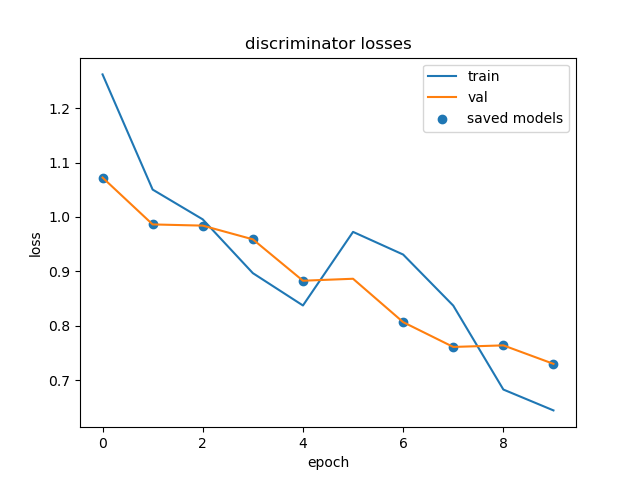 discriminator losses
train
val
saved models
1.2
1.1
1.0
0.9
0.8
0.7
loss
0 2 4 6 8
epoch